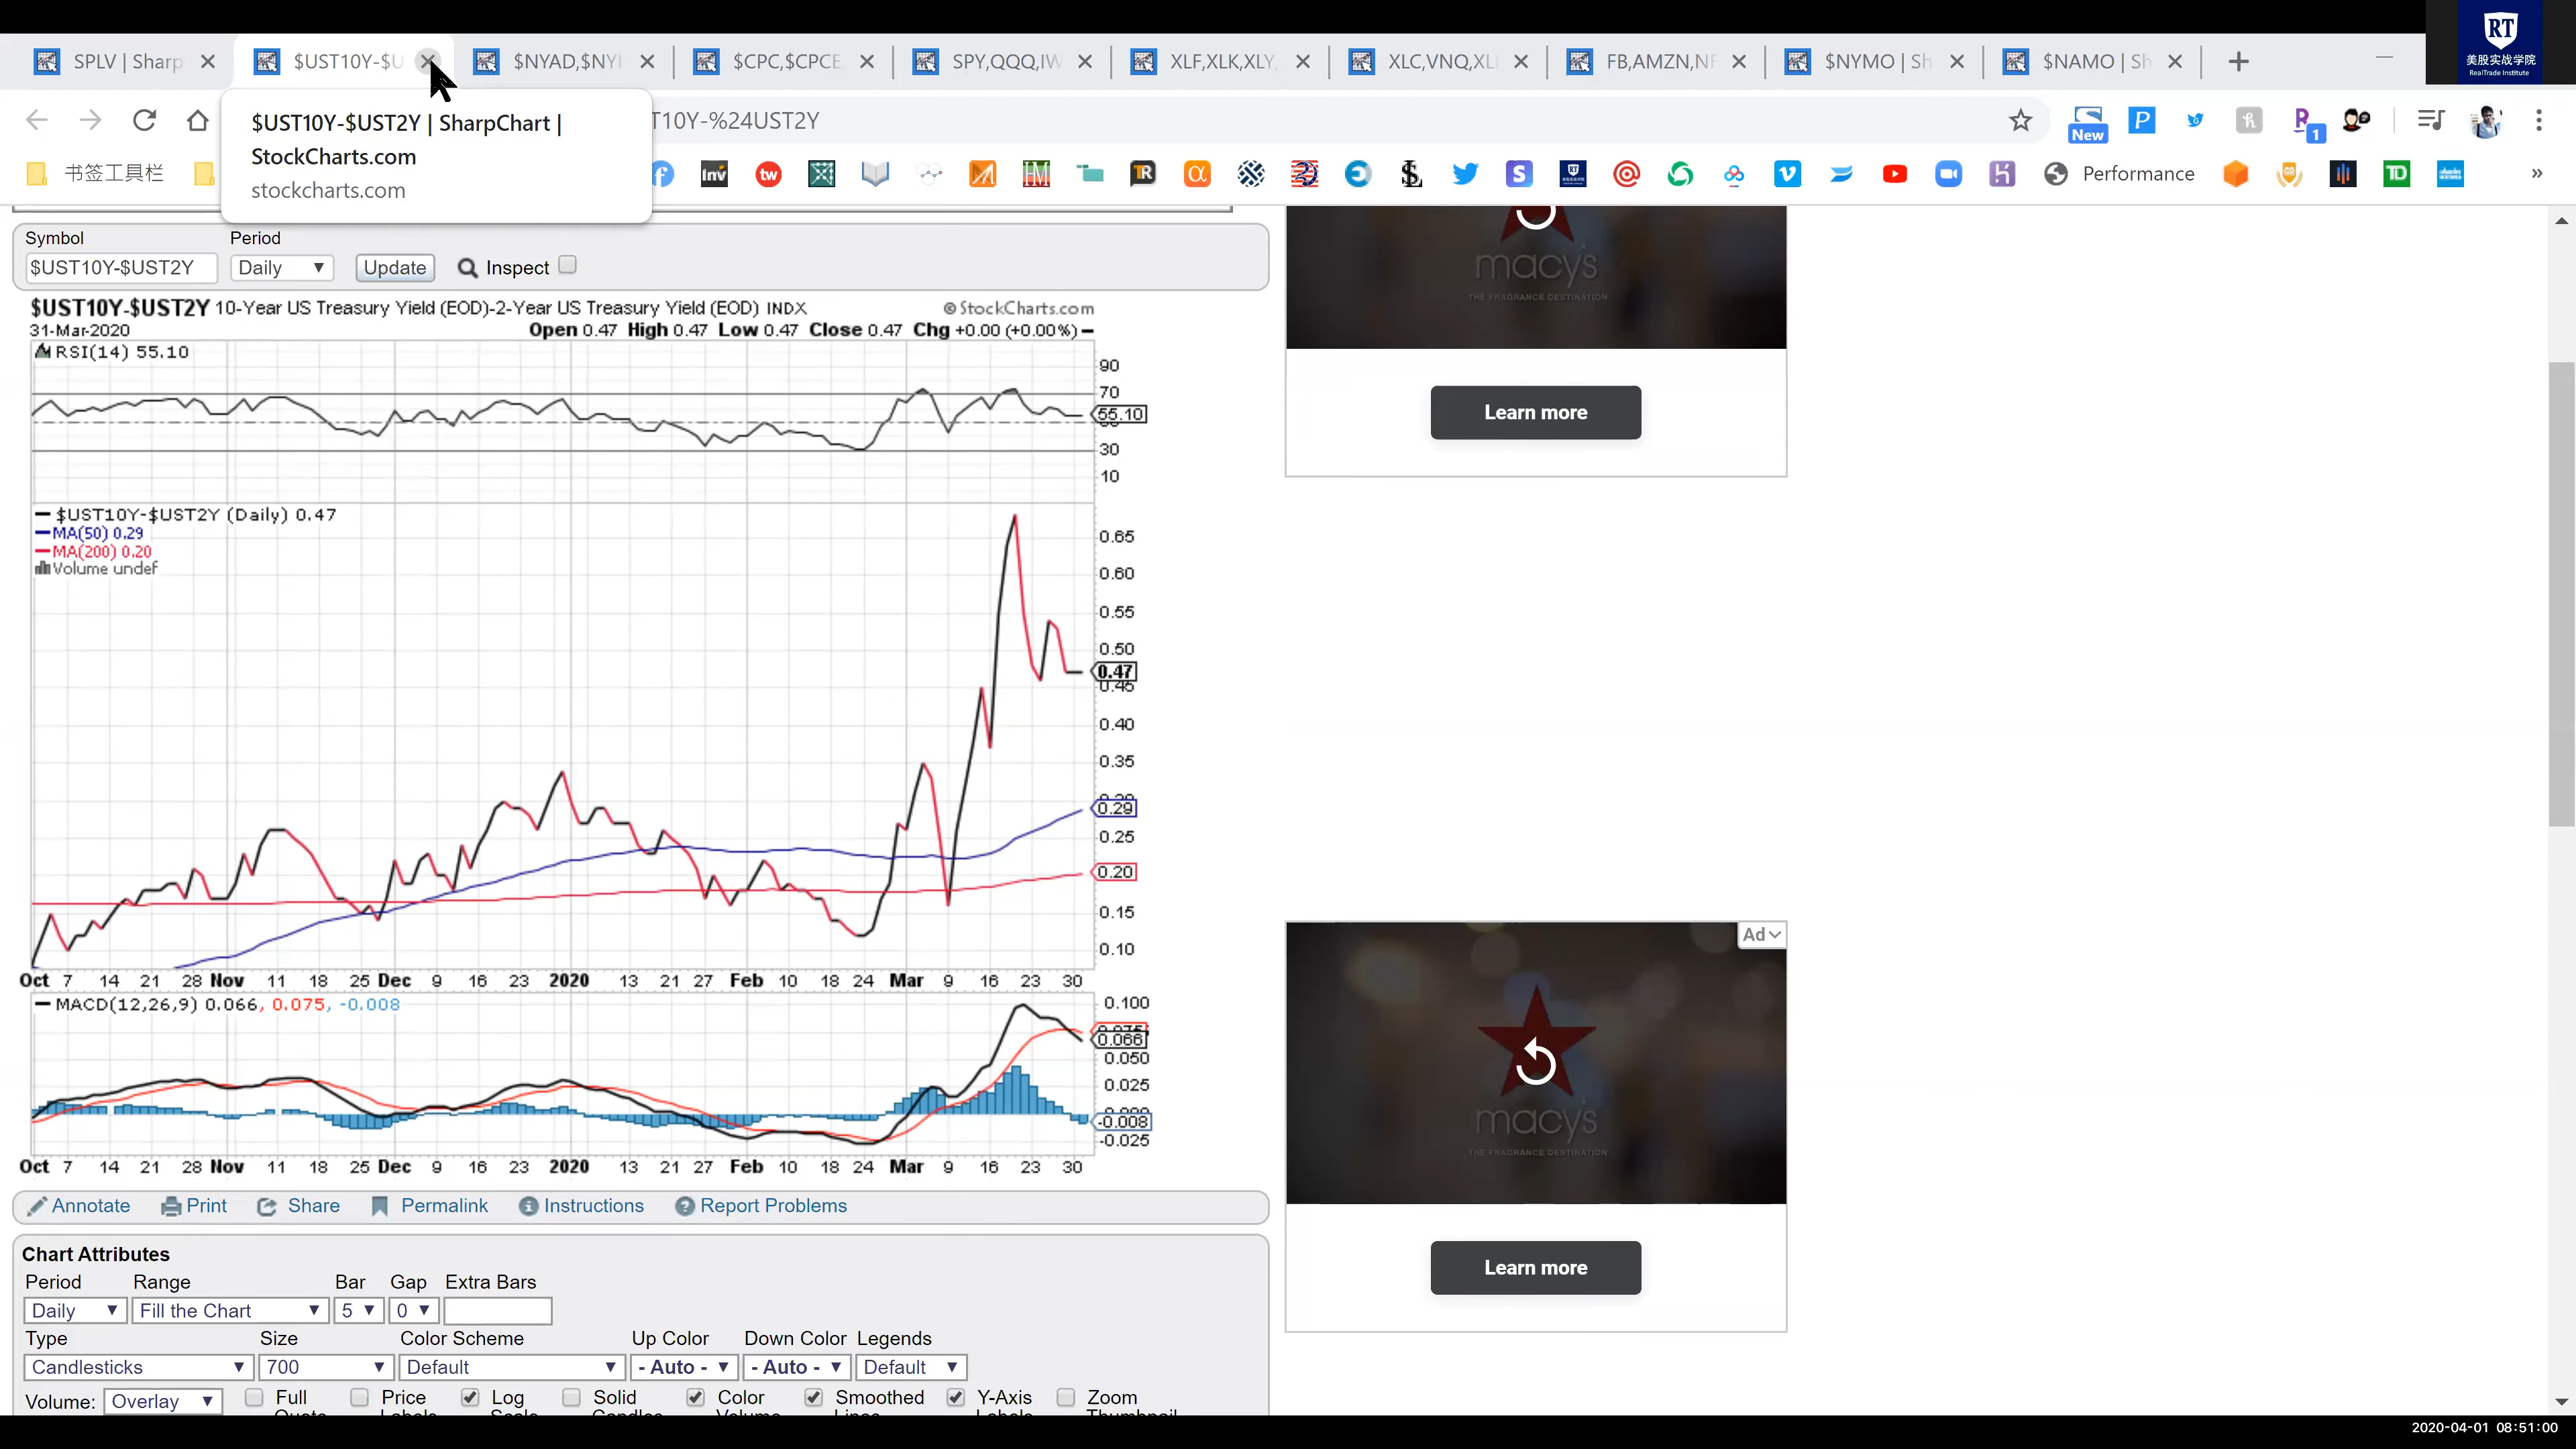 RT
美股实战学院
RealTrade Institute
SPLV | Sharp
$UST10Y-$U
$NYAD,$NYI
$CPC,$CPCE,
SPY,QQQ,IW
XLF,XLK,XLY,
XLC,VNQ,XLI
FB,AMZN,NF
$NYMO | Sh
$NAMO | Sh
$UST10Y-$UST2Y | SharpChart |
StockCharts.com
stockcharts.com
T10Y-%24UST2Y
New
1
书签工具栏
Inv
tw
TR
Performance
TD
Symbol
Period
$UST10Y-$UST2Y
Daily
Update
Inspect
$UST10Y-$UST2Y 10-Year US Treasury Yield (EOD)-2-Year US Treasury Yield (EOD) INDX
© StockCharts.com
31-Mar-2020
Open 0.47 High 0.47 Low 0.47 Close 0.47 Chg +0.00 (+0.00%)
RSI(14) 55.10
90
70
55.10
30
10
$UST10Y-$UST2Y (Daily) 0.47
MA(50) 0.29
MA(200) 0.20
Volume undef
0.65
0.60
0.55
0.50
0.47
0.45
0.40
0.35
0.29
0.25
0.20
0.15
0.10
Oct 7 14 21 28 Nov 11 18 25 Dec 9 16 23 2020 13 21 27 Feb 10 18 24 Mar 9 16 23 30
MACD(12,26,9) 0.066, 0.075, -0.008
0.100
0.075
0.066
0.050
0.025
-0.008
-0.025
Oct 7 14 21 28 Nov 11 18 25 Dec 9 16 23 2020 13 21 27 Feb 10 18 24 Mar 9 16 23 30
Annotate Print Share Permalink Instructions Report Problems
Chart Attributes
Period Range Bar Gap Extra Bars
Daily Fill the Chart 5 0
Type Size Color Scheme Up Color Down Color Legends
Candlesticks 700 Default - Auto - - Auto - Default
Volume: Overlay Full Price Log Solid Color Smoothed Y-Axis Zoom
macys
THE FRAGRANCE DESTINATION
Learn more
Ad
macys
THE FRAGRANCE DESTINATION
Learn more
2020-04-01 08:51:00